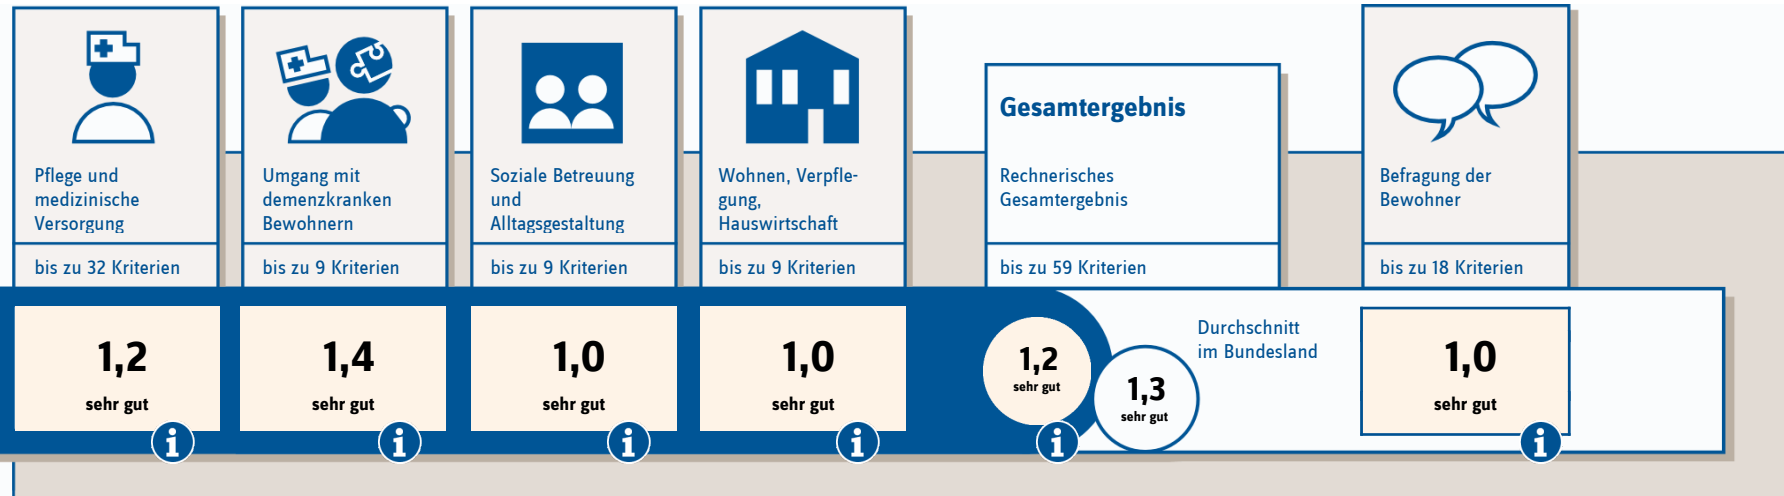 Pflege und
medizinische
Versorgung
bis zu 32 Kriterien
1,2
sehr gut
i
Umgang mit
demenzkranken
Bewohnern
bis zu 9 Kriterien
1,4
sehr gut
i
Soziale Betreuung
und
Alltagsgestaltung
bis zu 9 Kriterien
1,0
sehr gut
i
Wohnen, Verpfle-
gung,
Hauswirtschaft
bis zu 9 Kriterien
1,0
sehr gut
i
Gesamtergebnis
Rechnerisches
Gesamtergebnis
bis zu 59 Kriterien
1,2
sehr gut
i
1,3
sehr gut
Durchschnitt
im Bundesland
Befragung der
Bewohner
bis zu 18 Kriterien
1,0
sehr gut
i